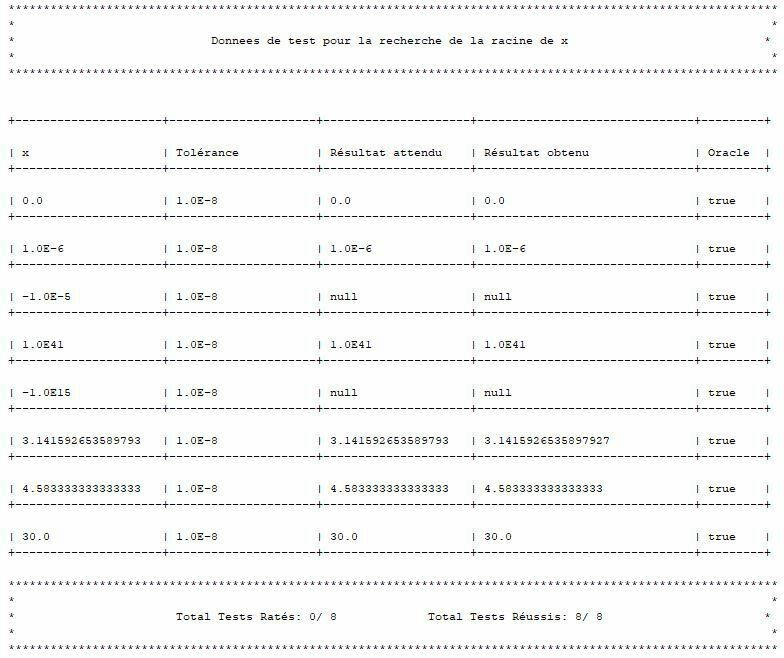 Donnees de test pour la recherche de la racine de x
| x | Tolérance | Résultat attendu | Résultat obtenu | Oracle |
| 0.0 | 1.0E-8 | 0.0 | 0.0 | true |
| 1.0E-6 | 1.0E-8 | 1.0E-6 | 1.0E-6 | true |
| -1.0E-5 | 1.0E-8 | null | null | true |
| 1.0E41 | 1.0E-8 | 1.0E41 | 1.0E41 | true |
| -1.0E15 | 1.0E-8 | null | null | true |
| 3.141592653589793 | 1.0E-8 | 3.141592653589793 | 3.1415926535897927 | true |
| 4.583333333333333 | 1.0E-8 | 4.583333333333333 | 4.583333333333333 | true |
| 30.0 | 1.0E-8 | 30.0 | 30.0 | true |
Total Tests Ratés: 0/ 8 Total Tests Réussis: 8/ 8